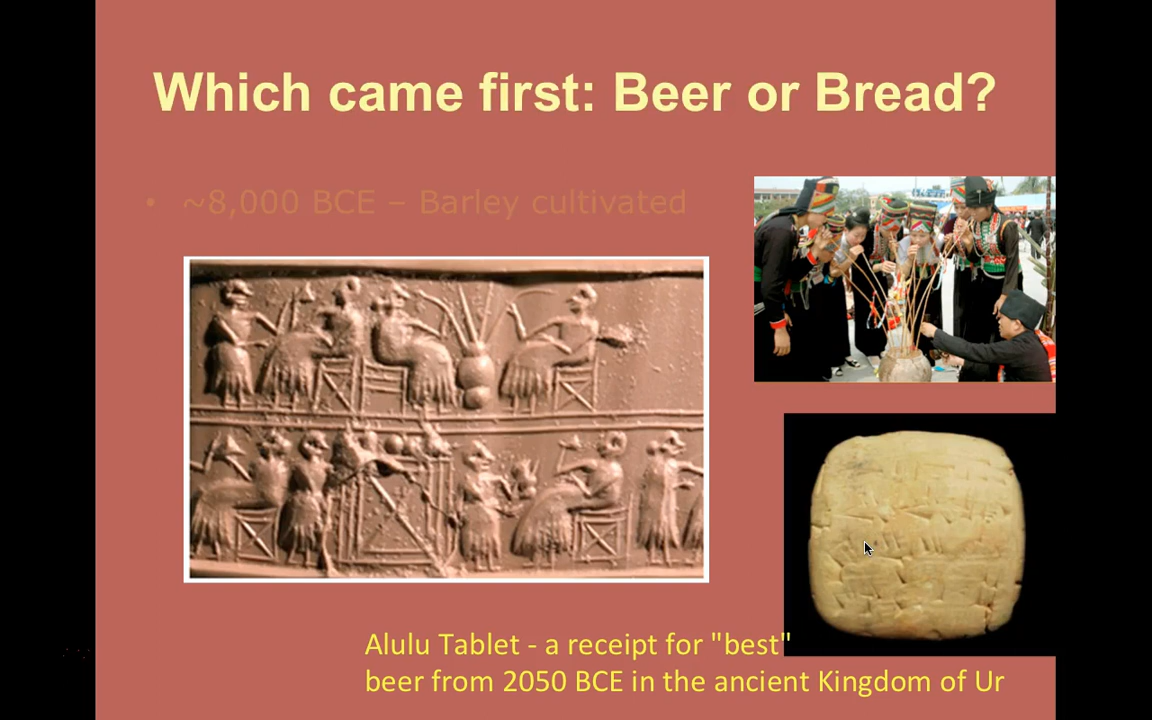 Which came first: Beer or Bread?
• ~8,000 BCE – Barley cultivated
Alulu Tablet - a receipt for "best"
beer from 2050 BCE in the ancient Kingdom of Ur